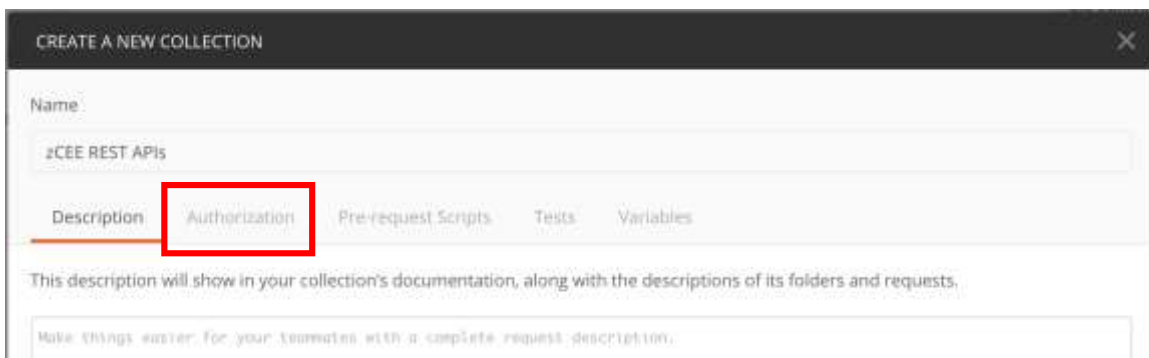 CREATE A NEW COLLECTION
Name
zCEE REST APIs
Description Authorization Pre-request Scripts Tests Variables
This description will show in your collection's documentation, along with the descriptions of its folders and requests.
Make things easier for your teammates with a complete request description.